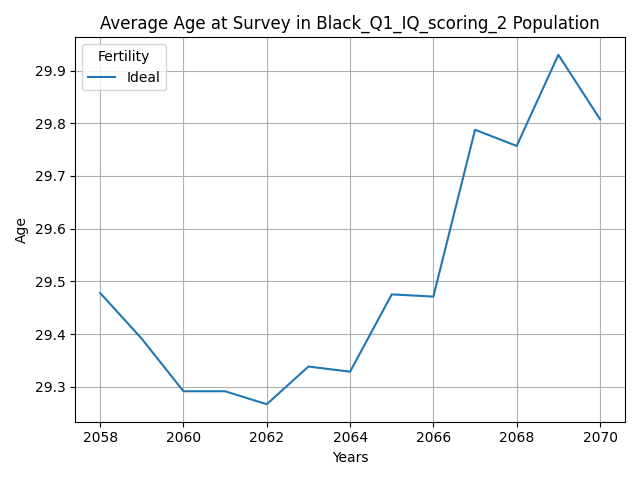 Average Age at Survey in Black_Q1_IQ_scoring_2 Population
Fertility
Ideal
29.9
29.8
29.7
29.6
29.5
29.4
29.3
Age
2058 2060 2062 2064 2066 2068 2070
Years